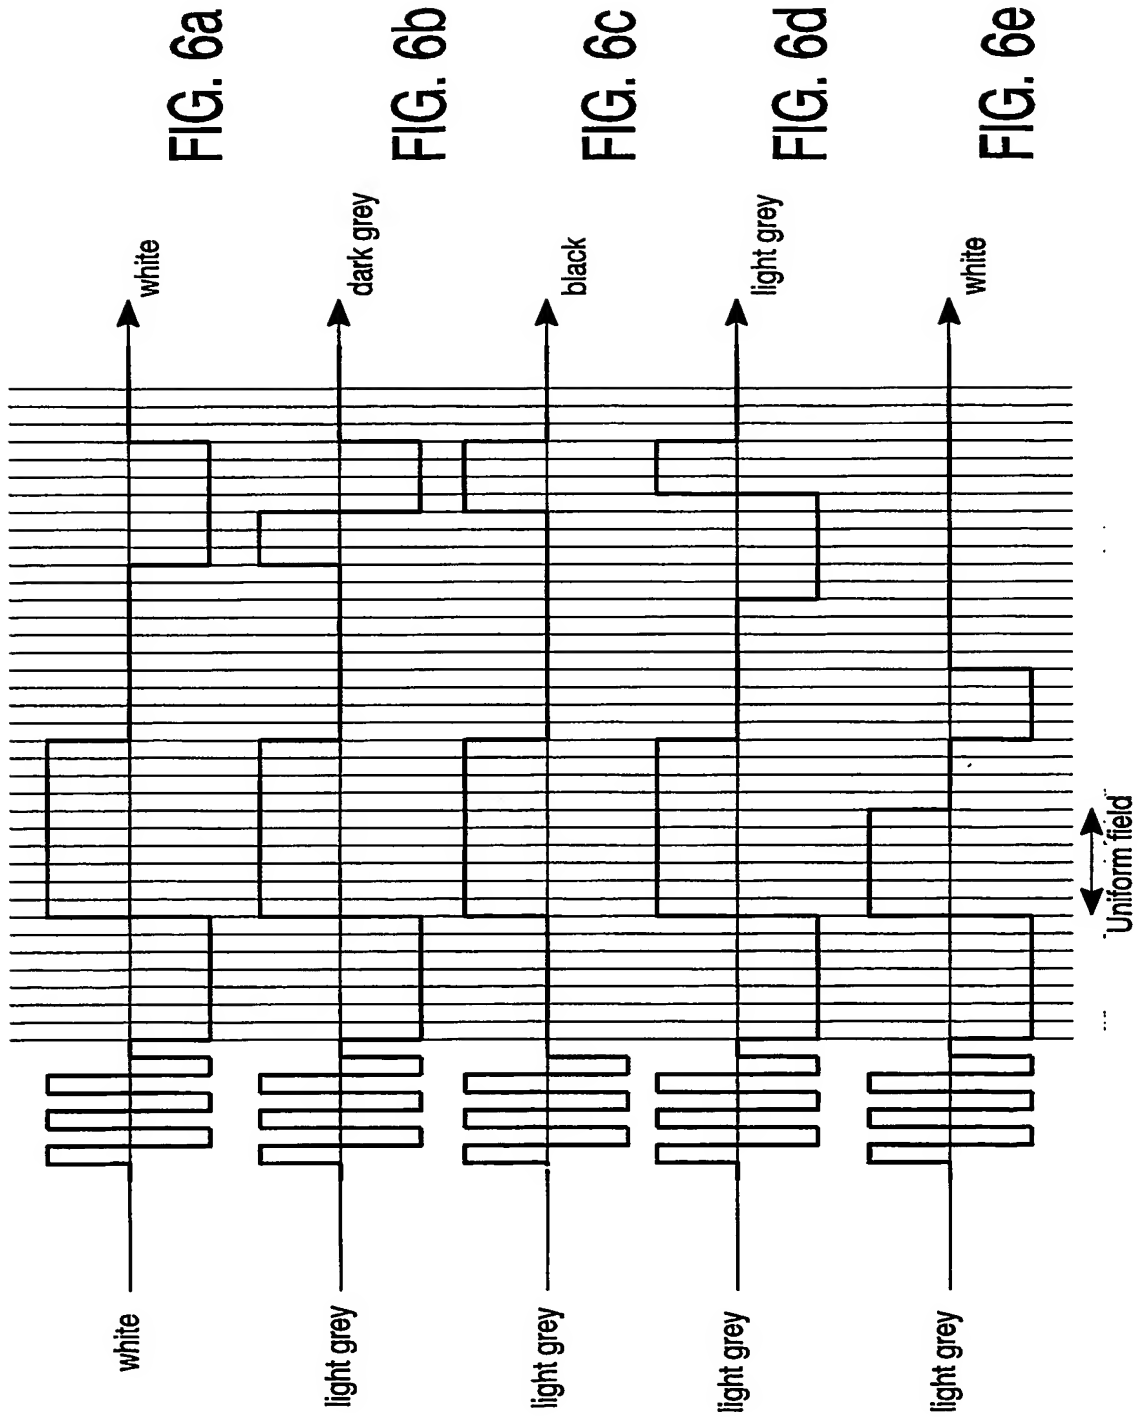 white
white
FIG. 6a
light grey
dark grey
FIG. 6b
light grey
black
FIG. 6c
light grey
light grey
FIG. 6d
light grey
white
FIG. 6e
Uniform field